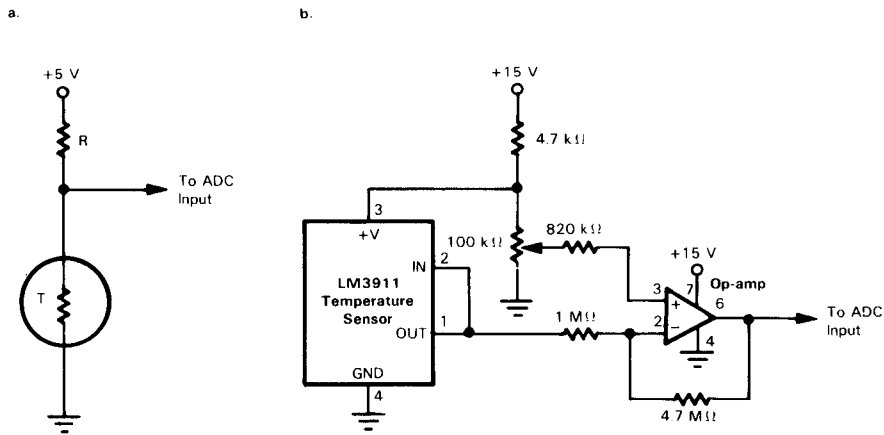 a.
+5 V
R
To ADC
Input
T
b.
+15 V
4.7 kΩ
3
+V
100 kΩ
820 kΩ
IN
2
LM3911
Temperature
Sensor
OUT
1
GND
4
1 MΩ
+15 V
Op-amp
7
3
+
2
−
6
4
To ADC
Input
4.7 MΩ